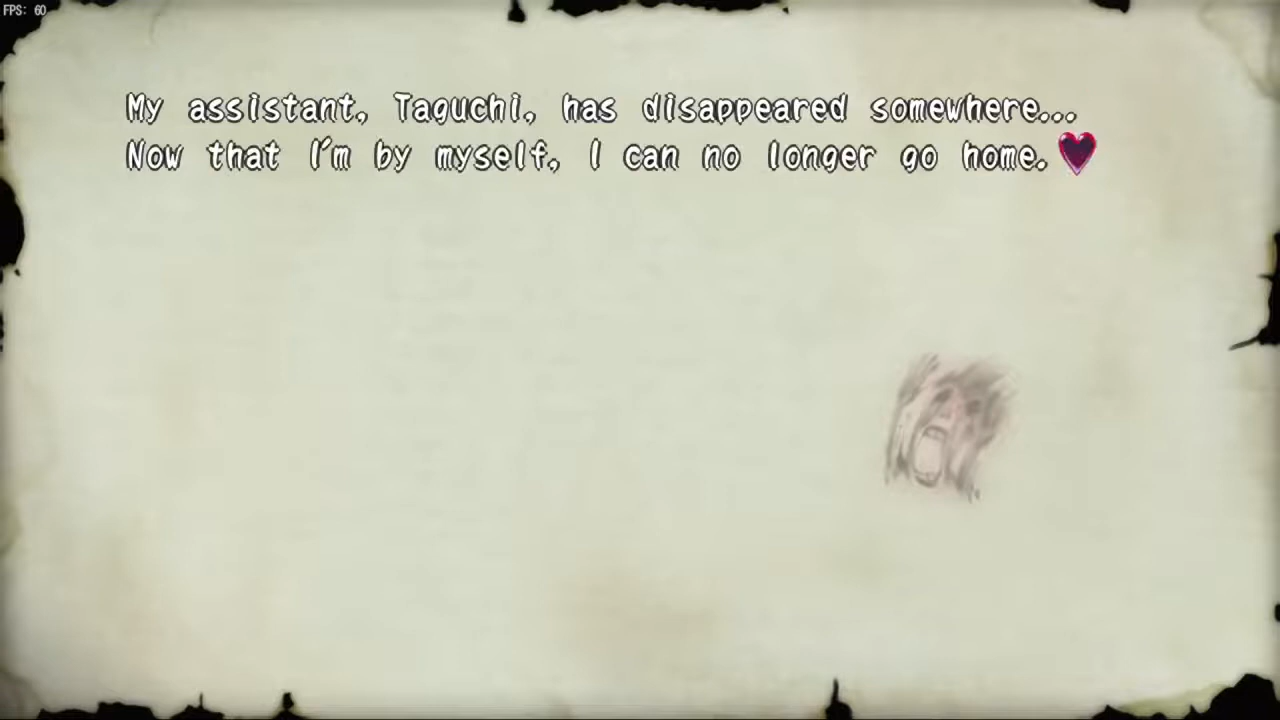 FPS: 60
My assistant, Taguchi, has disappeared somewhere...
Now that I'm by myself, I can no longer go home.